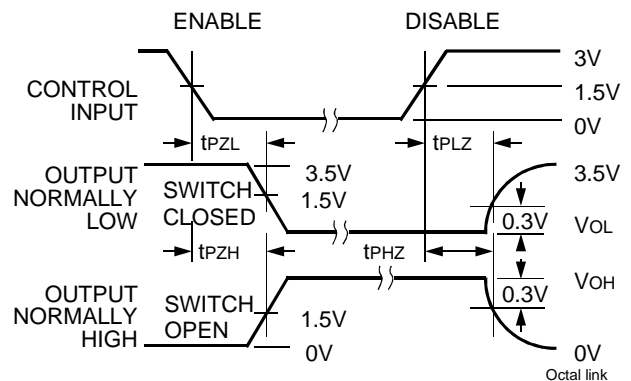 ENABLE DISABLE
3V
CONTROL INPUT
1.5V
0V
tPZL tPLZ
OUTPUT NORMALLY LOW
SWITCH CLOSED
3.5V
1.5V
3.5V
0.3V
VOL
tPZH tPHZ
VOH
OUTPUT NORMALLY HIGH
SWITCH OPEN
0.3V
1.5V
0V
0V
Octal link